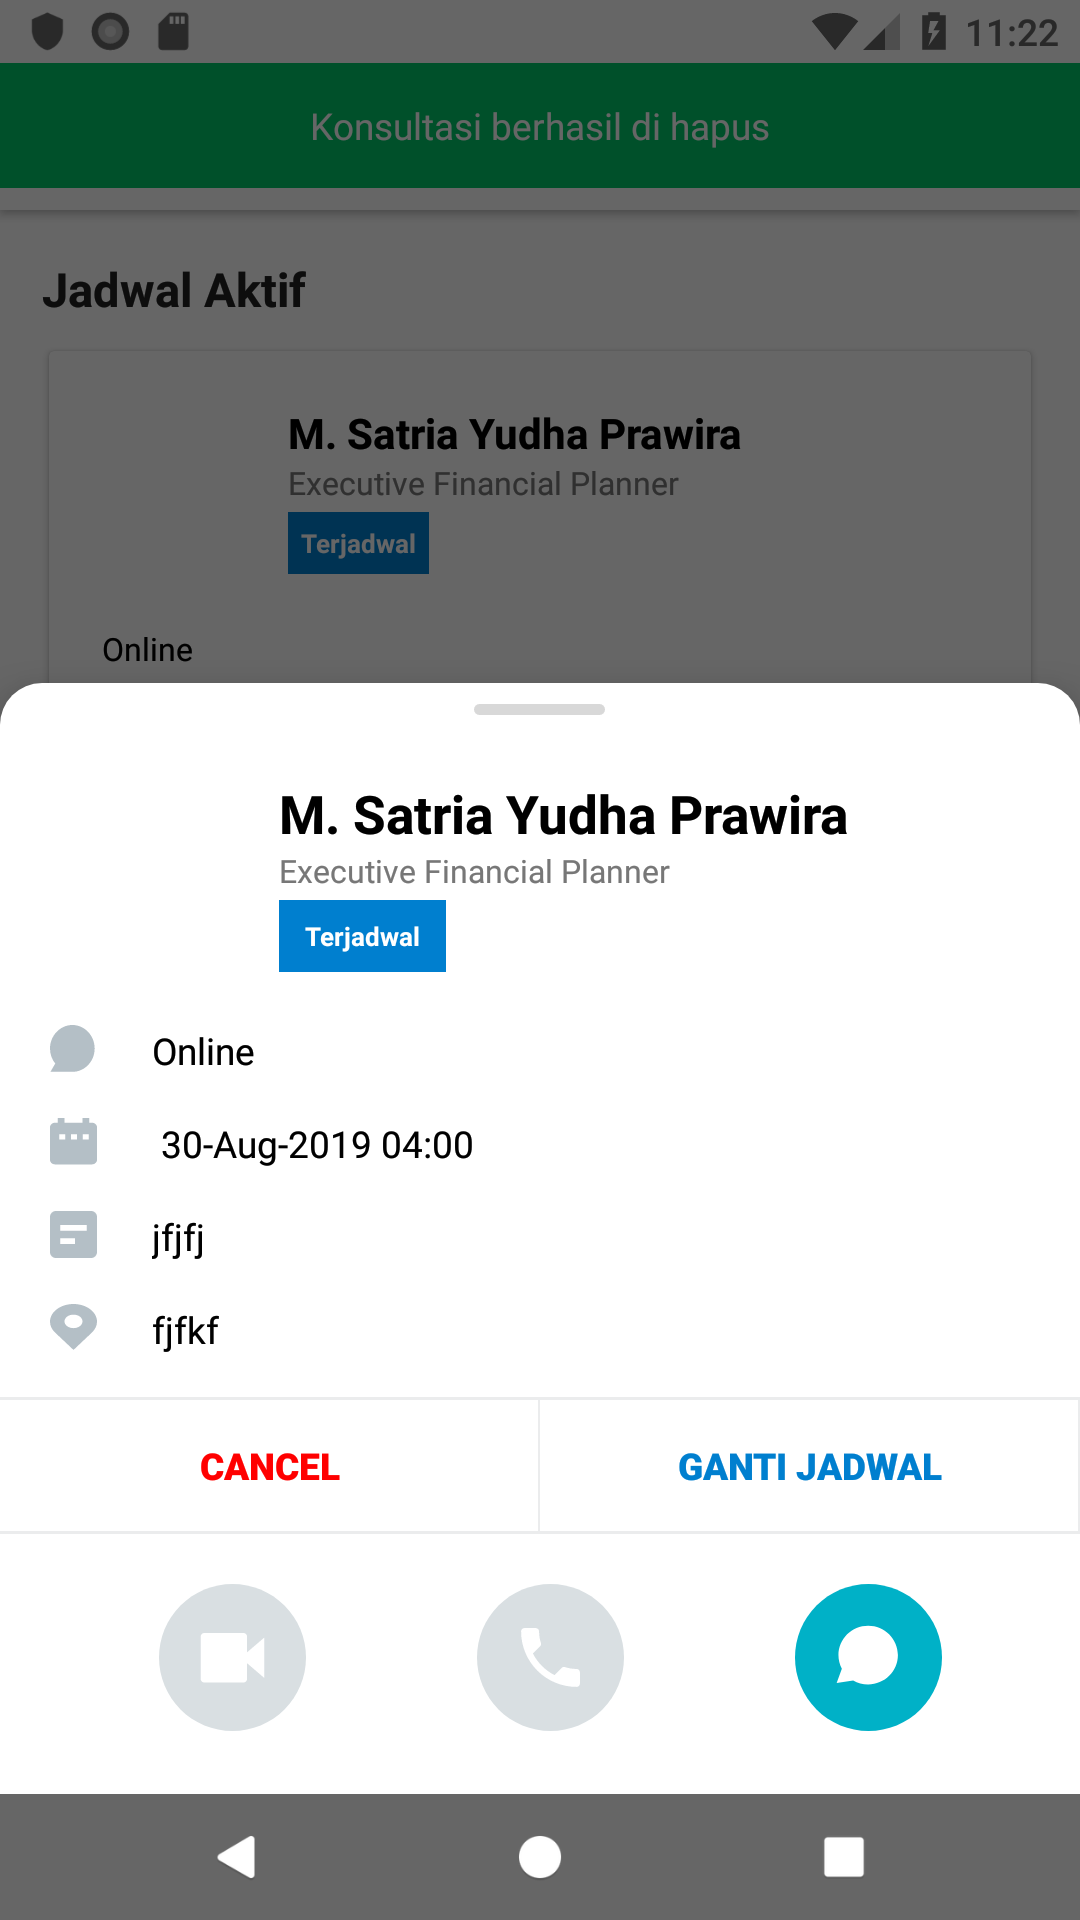 11:22
Konsultasi berhasil di hapus
Jadwal Aktif
M. Satria Yudha Prawira
Executive Financial Planner
Terjadwal
Online
M. Satria Yudha Prawira
Executive Financial Planner
Terjadwal
Online
30-Aug-2019 04:00
jfjfj
fjfkf
CANCEL
GANTI JADWAL